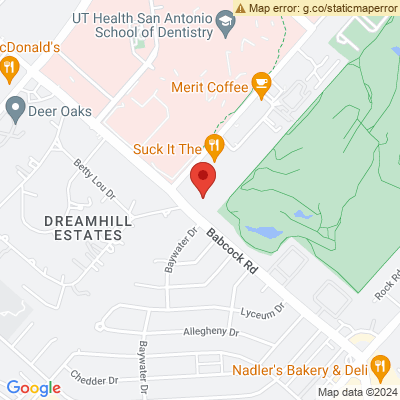 Map error: g.co/staticmaperror
UT Health San Antonio
School of Dentistry
cDonald's
Merit Coffee
Deer Oaks
Suck It The
Betty Lou Dr
DREAMHILL
ESTATES
Baywater Dr
Babcock Rd
Rock Rd
Lyceum Dr
Allegheny Dr
Baywater Dr
Chedder Dr
Nadler's Bakery & Deli
Google
Map data ©2024